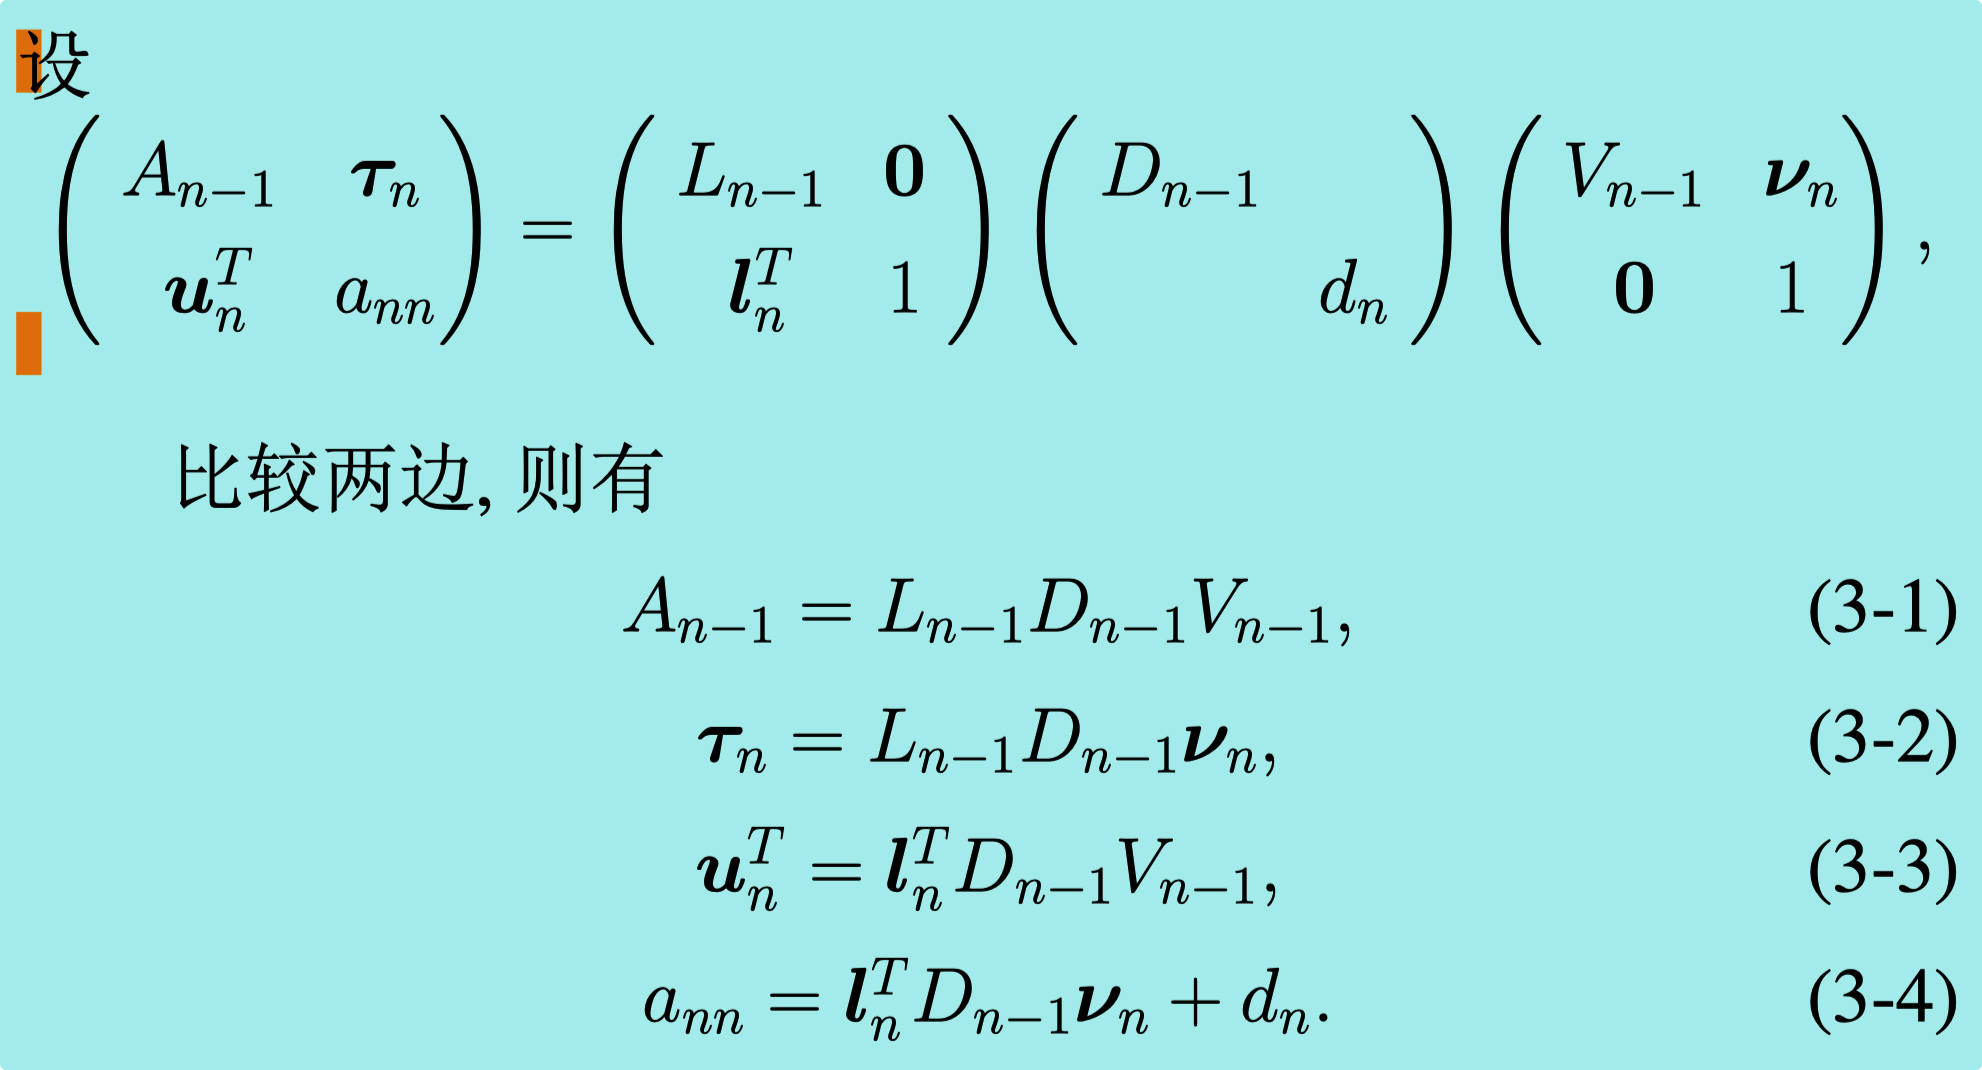 设
$$\begin{pmatrix} A_{n-1} & \boldsymbol{\tau}_n \\ \boldsymbol{u}_n^T & a_{nn} \end{pmatrix} = \begin{pmatrix} L_{n-1} & \boldsymbol{0} \\ \boldsymbol{l}_n^T & 1 \end{pmatrix} \begin{pmatrix} D_{n-1} & \\ & d_n \end{pmatrix} \begin{pmatrix} V_{n-1} & \boldsymbol{\nu}_n \\ \boldsymbol{0} & 1 \end{pmatrix},$$
比较两边, 则有
$$A_{n-1} = L_{n-1}D_{n-1}V_{n-1},$$ (3-1)
$$\boldsymbol{\tau}_n = L_{n-1}D_{n-1}\boldsymbol{\nu}_n,$$ (3-2)
$$\boldsymbol{u}_n^T = \boldsymbol{l}_n^T D_{n-1}V_{n-1},$$ (3-3)
$$a_{nn} = \boldsymbol{l}_n^T D_{n-1}\boldsymbol{\nu}_n + d_n.$$ (3-4)